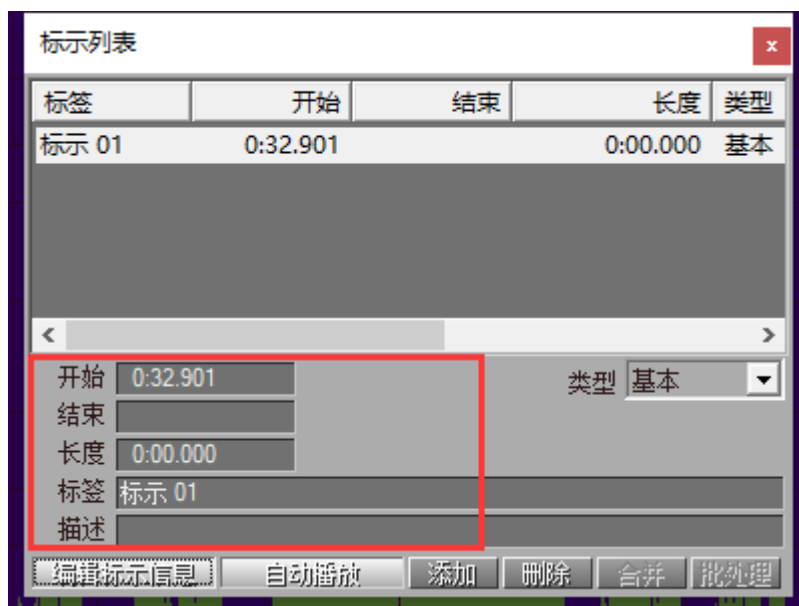 标示列表
x
标签 开始 结束 长度 类型
标示 01 0:32.901 0:00.000 基本
开始 0:32.901 类型 基本
结束
长度 0:00.000
标签 标示 01
描述
编辑标示信息 自动播放 添加 删除 合并 批处理